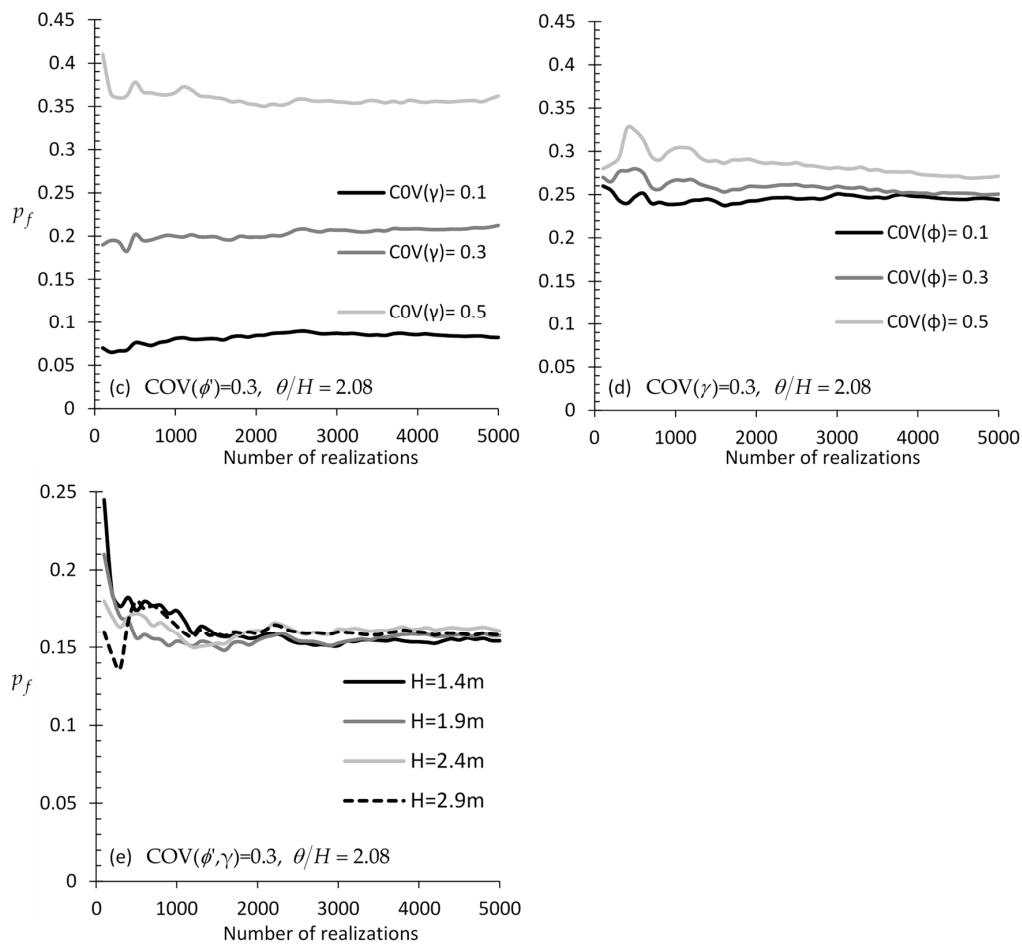 0.45
0.4
0.35
0.3
0.25
0.2
0.15
0.1
0.05
0
p_f
C0V(γ)= 0.1
C0V(γ)= 0.3
C0V(γ)= 0.5
(c) COV(ϕ')=0.3, θ/H = 2.08
0 1000 2000 3000 4000 5000
Number of realizations
0.45
0.4
0.35
0.3
0.25
0.2
0.15
0.1
0.05
0
C0V(ϕ)= 0.1
C0V(ϕ)= 0.3
C0V(ϕ)= 0.5
(d) COV(γ)=0.3, θ/H = 2.08
0 1000 2000 3000 4000 5000
Number of realizations
0.25
0.2
0.15
0.1
0.05
0
p_f
H=1.4m
H=1.9m
H=2.4m
H=2.9m
(e) COV(ϕ',γ)=0.3, θ/H = 2.08
0 1000 2000 3000 4000 5000
Number of realizations